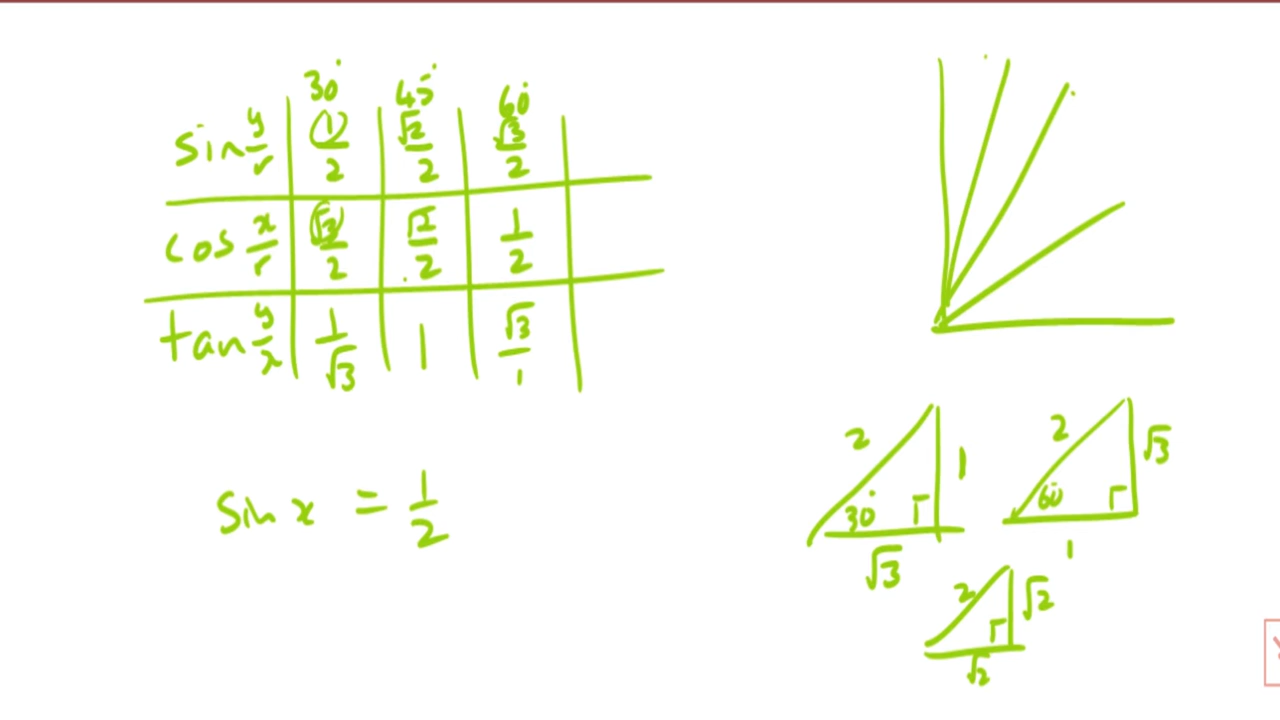 30° 45° 60°
sin y/r 1/2 √2/2 √3/2
cos x/r √3/2 √2/2 1/2
tan y/x 1/√3 1 √3/1
sin x = 1/2
2 1 30° √3
2 √3 60° 1
2 √2 √2